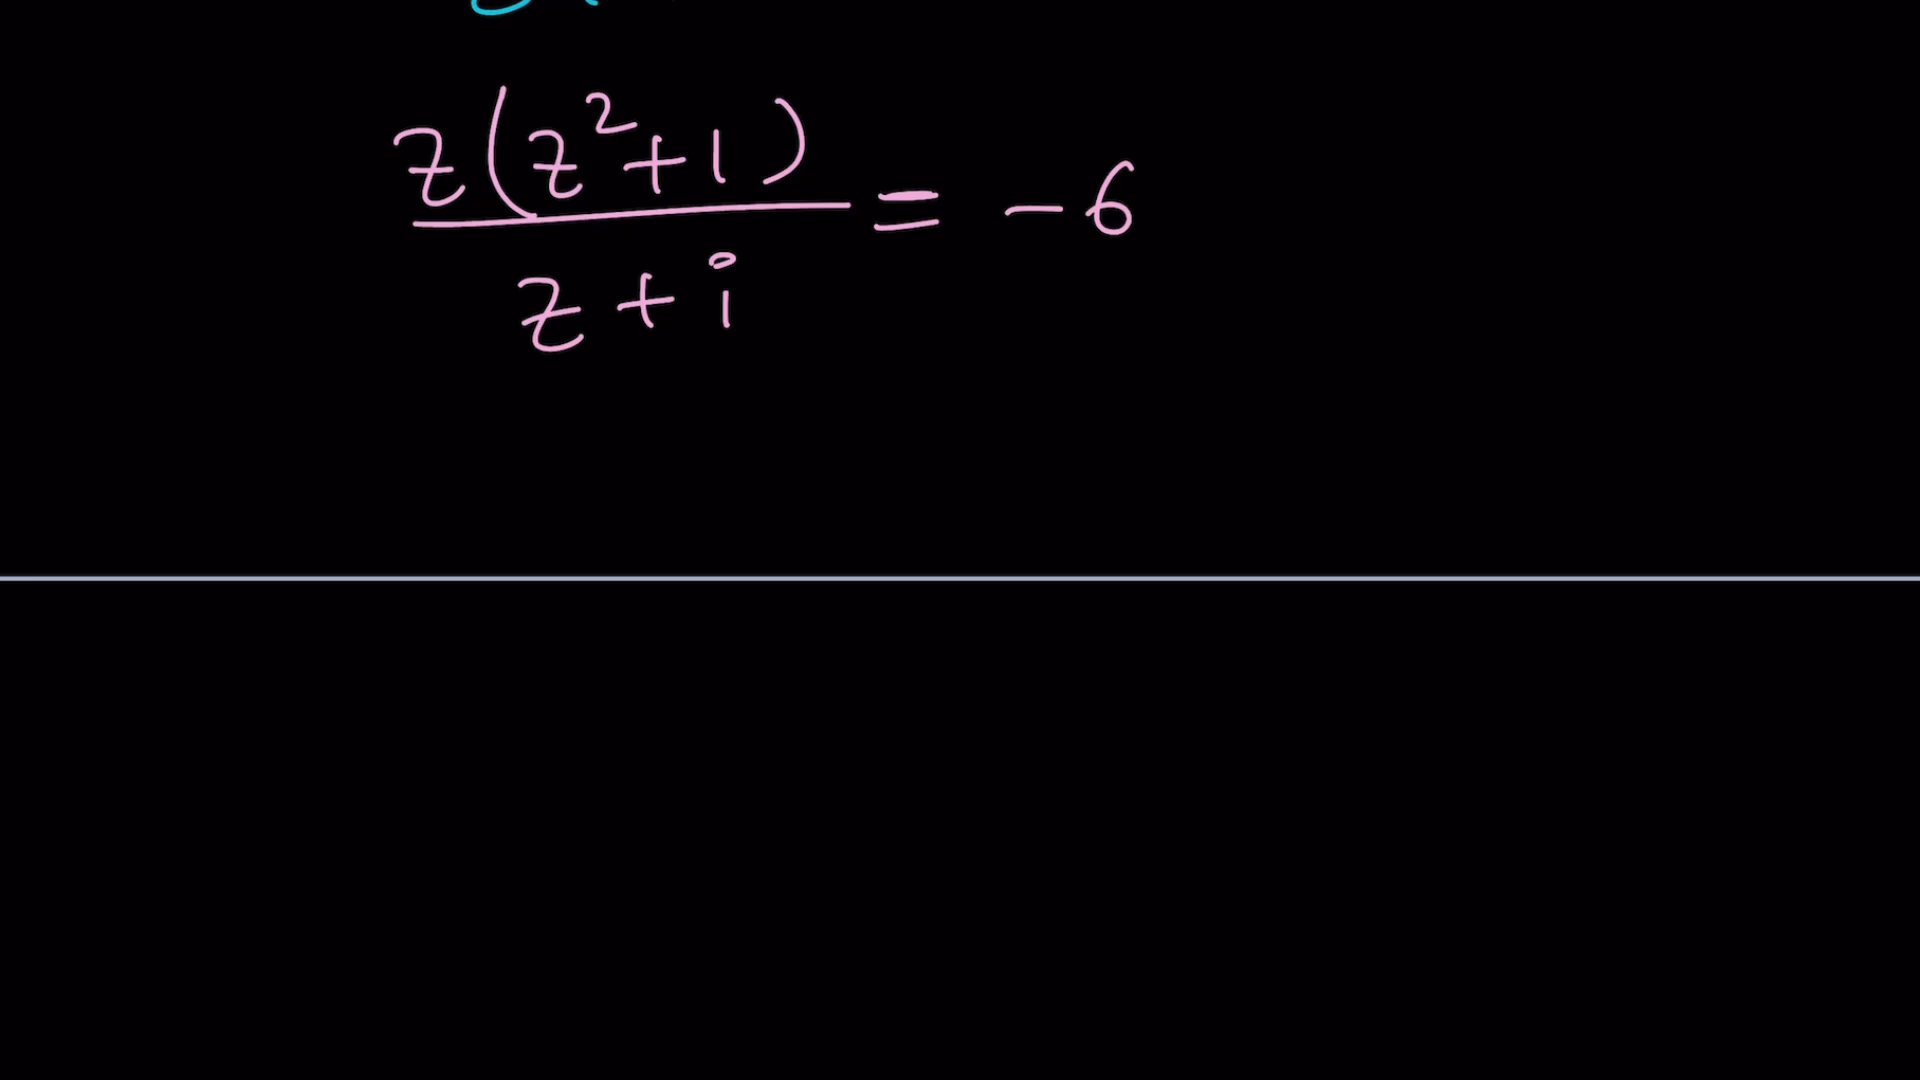 z(z²+1)
z+i = -6